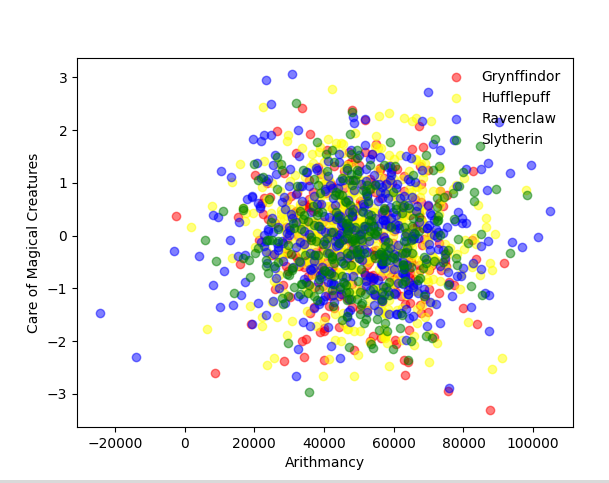 Grynffindor
Hufflepuff
Ravenclaw
Slytherin
3
2
1
0
−1
−2
−3
Care of Magical Creatures
−20000 0 20000 40000 60000 80000 100000
Arithmancy